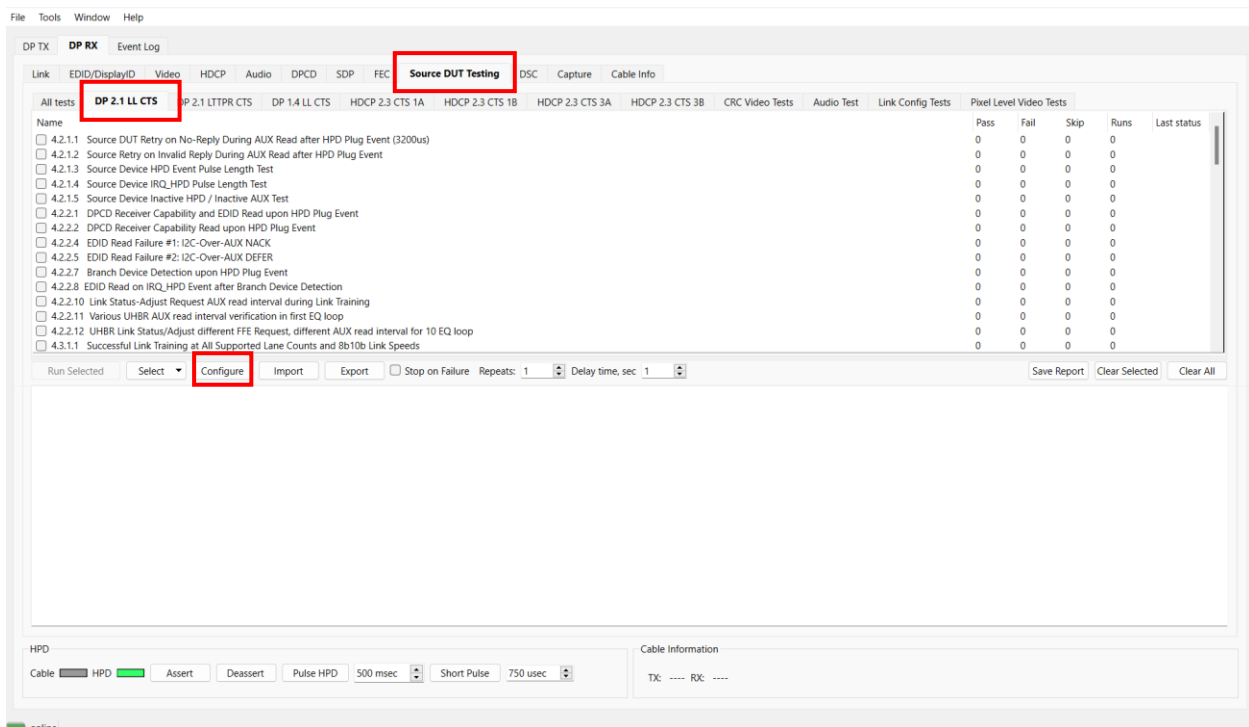 File Tools Window Help
DP TX DP RX Event Log
Link EDID/DisplayID Video HDCP Audio DPCD SDP FEC Source DUT Testing DSC Capture Cable Info
All tests DP 2.1 LL CTS DP 2.1 LTTPR CTS DP 1.4 LL CTS HDCP 2.3 CTS 1A HDCP 2.3 CTS 1B HDCP 2.3 CTS 3A HDCP 2.3 CTS 3B CRC Video Tests Audio Test Link Config Tests Pixel Level Video Tests
Name Pass Fail Skip Runs Last status
4.2.1.1 Source DUT Retry on No-Reply During AUX Read after HPD Plug Event (3200us) 0 0 0 0
4.2.1.2 Source Retry on Invalid Reply During AUX Read after HPD Plug Event 0 0 0 0
4.2.1.3 Source Device HPD Event Pulse Length Test 0 0 0 0
4.2.1.4 Source Device IRQ_HPD Pulse Length Test 0 0 0 0
4.2.1.5 Source Device Inactive HPD / Inactive AUX Test 0 0 0 0
4.2.2.1 DPCD Receiver Capability and EDID Read upon HPD Plug Event 0 0 0 0
4.2.2.2 DPCD Receiver Capability Read upon HPD Plug Event 0 0 0 0
4.2.2.4 EDID Read Failure #1: I2C-Over-AUX NACK 0 0 0 0
4.2.2.5 EDID Read Failure #2: I2C-Over-AUX DEFER 0 0 0 0
4.2.2.7 Branch Device Detection upon HPD Plug Event 0 0 0 0
4.2.2.8 EDID Read on IRQ_HPD Event after Branch Device Detection 0 0 0 0
4.2.2.10 Link Status-Adjust Request AUX read interval during Link Training 0 0 0 0
4.2.2.11 Various UHBR AUX read interval verification in first EQ loop 0 0 0 0
4.2.2.12 UHBR Link Status/Adjust different FFE Request, different AUX read interval for 10 EQ loop 0 0 0 0
4.3.1.1 Successful Link Training at All Supported Lane Counts and 8b10b Link Speeds 0 0 0 0
Run Selected Select Configure Import Export Stop on Failure Repeats: 1 Delay time, sec 1 Save Report Clear Selected Clear All
HPD Cable Information
Cable HPD Assert Deassert Pulse HPD 500 msec Short Pulse 750 usec TX: ---- RX: ----